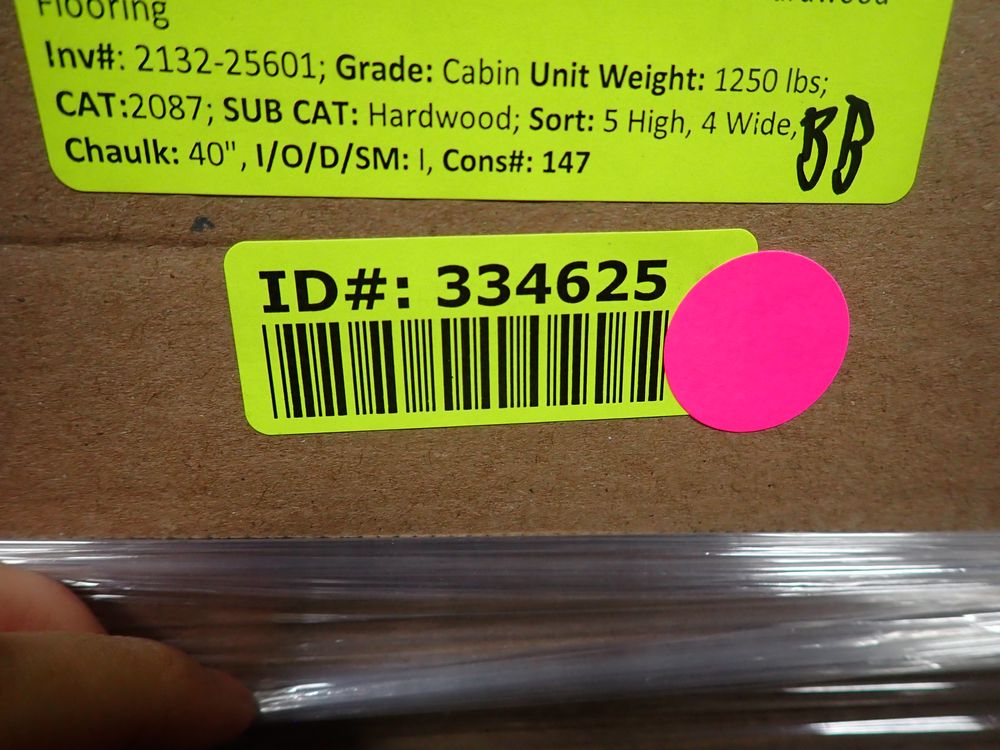 Flooring
Inv#: 2132-25601; Grade: Cabin Unit Weight: 1250 lbs;
CAT:2087; SUB CAT: Hardwood; Sort: 5 High, 4 Wide,
BB
Chaulk: 40", I/O/D/SM: I, Cons#: 147
ID#: 334625